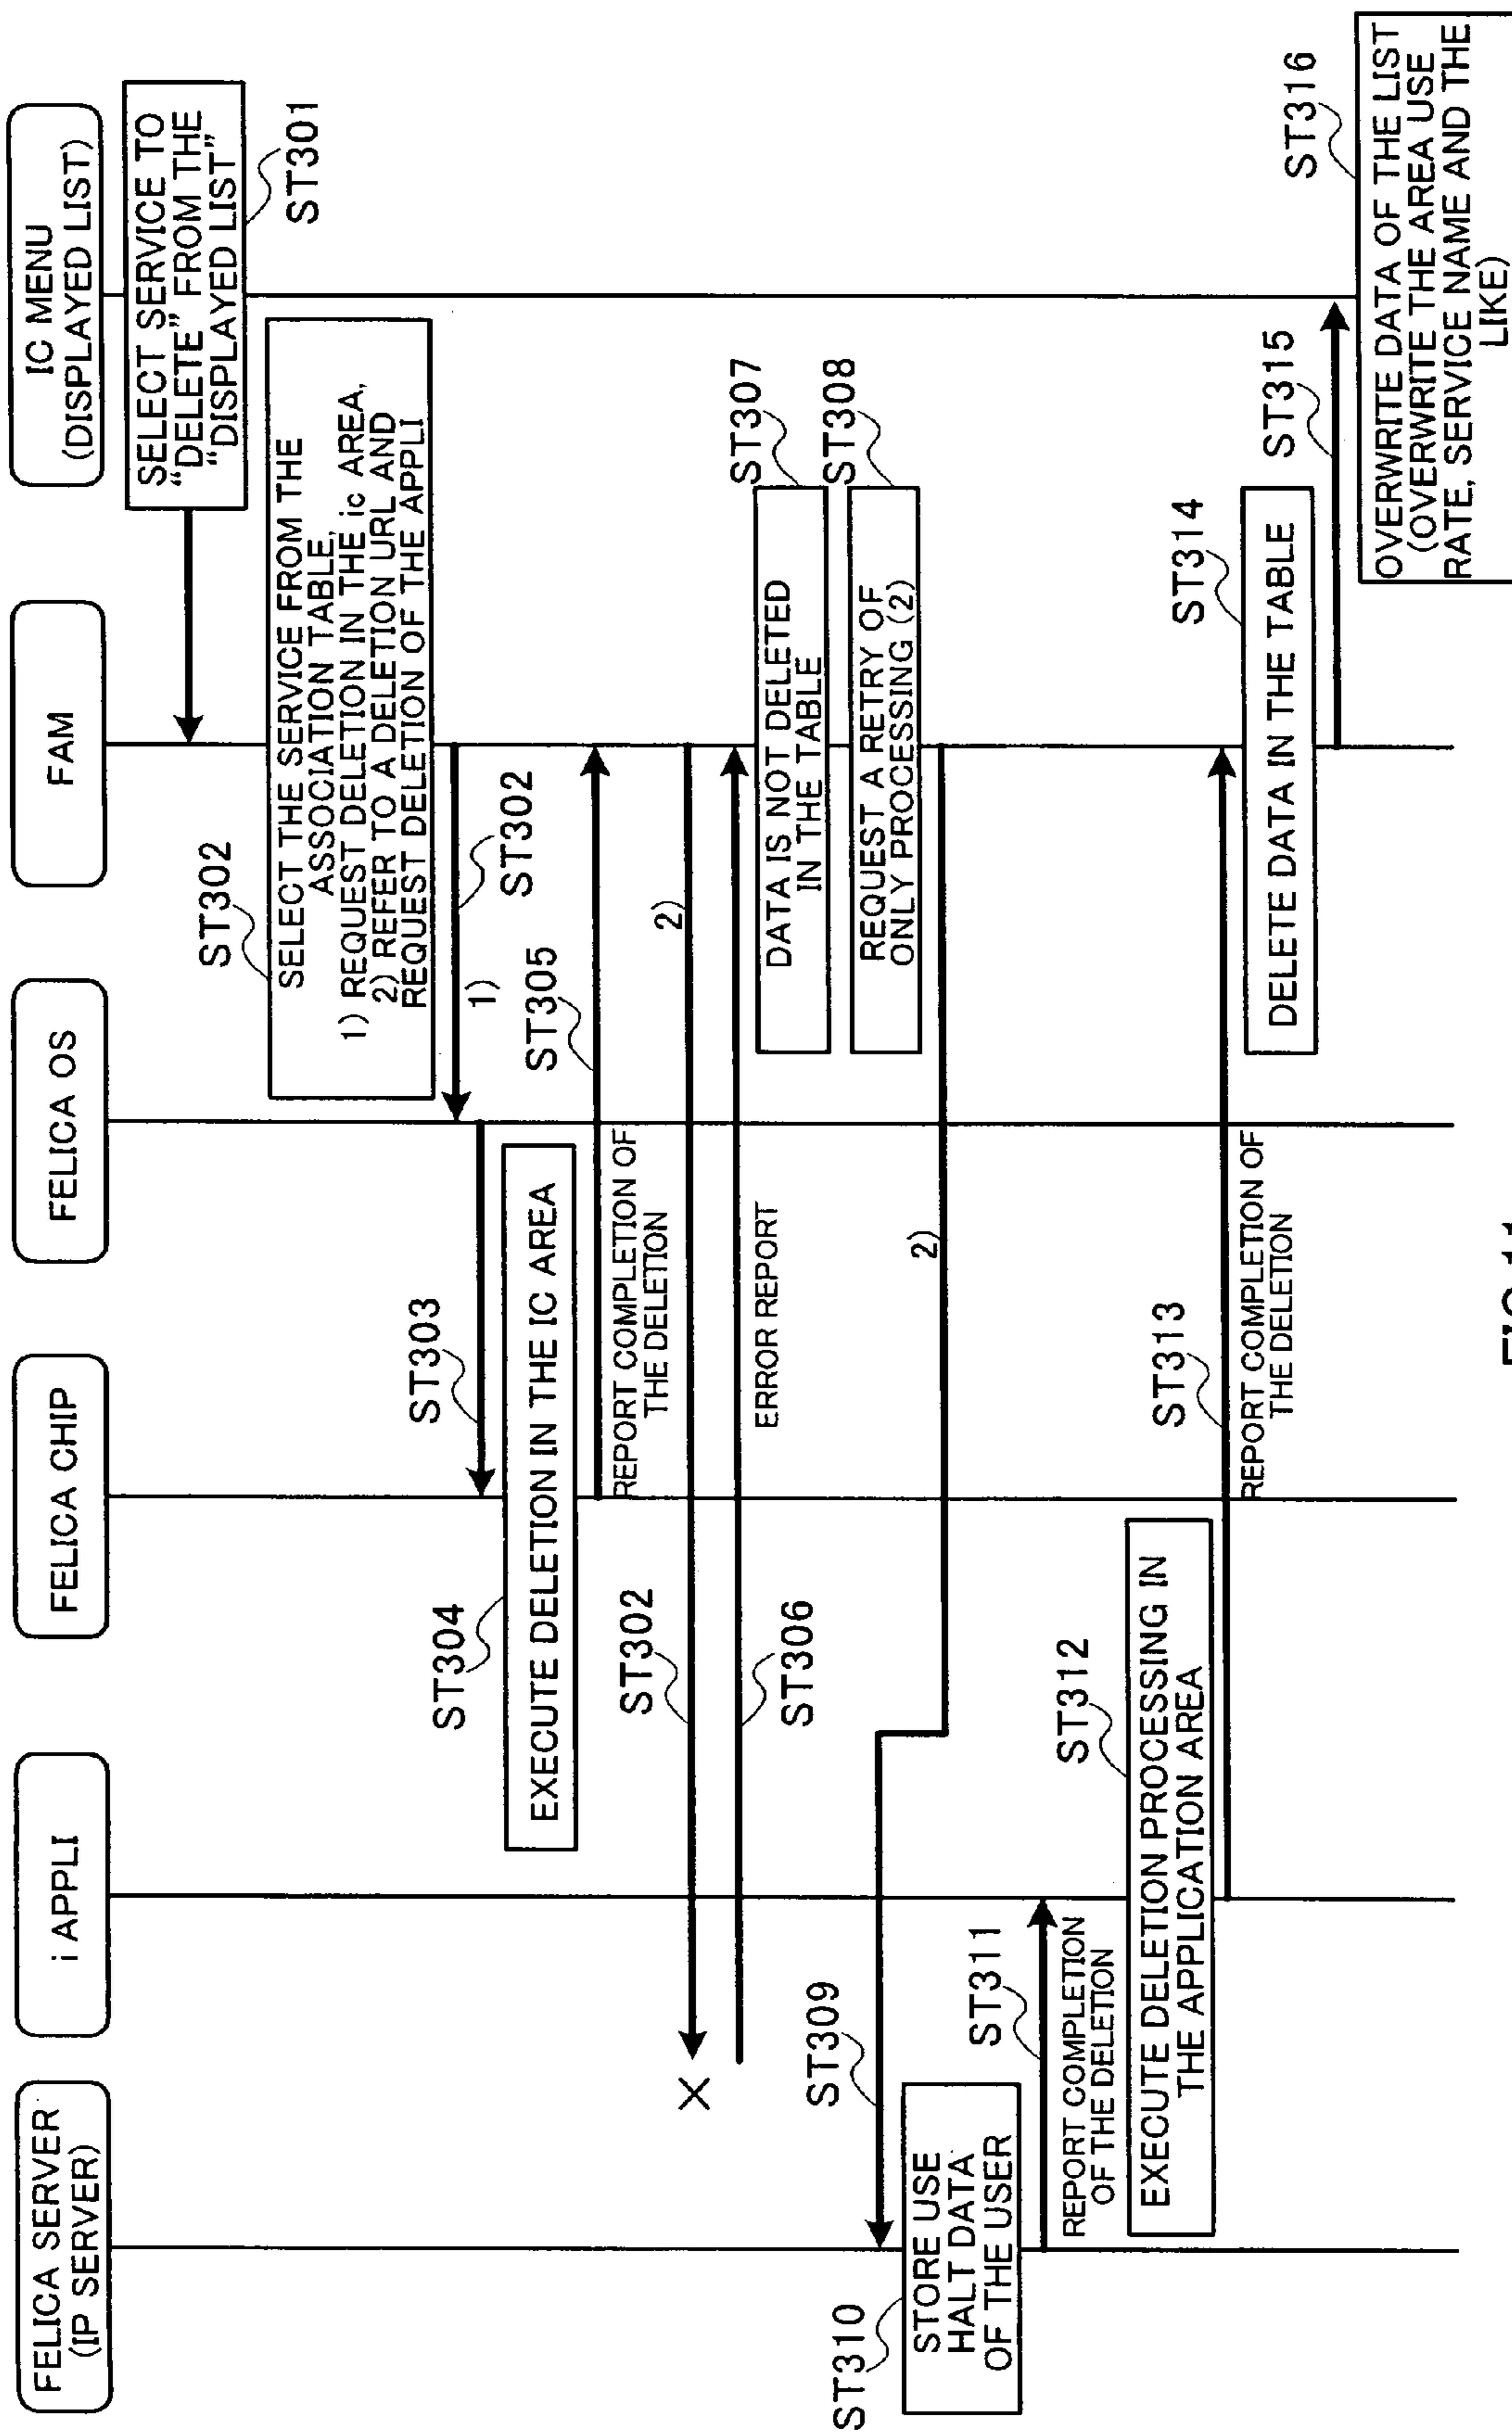 FELICA SERVER
(IP SERVER)
i APPLI
FELICA CHIP
FELICA OS
FAM
IC MENU
(DISPLAYED LIST)
SELECT SERVICE TO
"DELETE" FROM THE
"DISPLAYED LIST"
ST301
ST302
SELECT THE SERVICE FROM THE
ASSOCIATION TABLE,
1) REQUEST DELETION IN THE ic AREA,
2) REFER TO A DELETION URL AND
REQUEST DELETION OF THE APPLI
ST302
1)
ST303
ST304
EXECUTE DELETION IN THE IC AREA
ST305
REPORT COMPLETION OF
THE DELETION
ST302
2)
X
ST306
ERROR REPORT
ST307
DATA IS NOT DELETED
IN THE TABLE
ST308
REQUEST A RETRY OF
ONLY PROCESSING (2)
2)
ST309
ST310
STORE USE
HALT DATA
OF THE USER
ST311
REPORT COMPLETION
OF THE DELETION
ST312
EXECUTE DELETION PROCESSING IN
THE APPLICATION AREA
ST313
REPORT COMPLETION OF
THE DELETION
ST314
DELETE DATA IN THE TABLE
ST315
ST316
OVERWRITE DATA OF THE LIST
(OVERWRITE THE AREA USE
RATE, SERVICE NAME AND THE
LIKE)